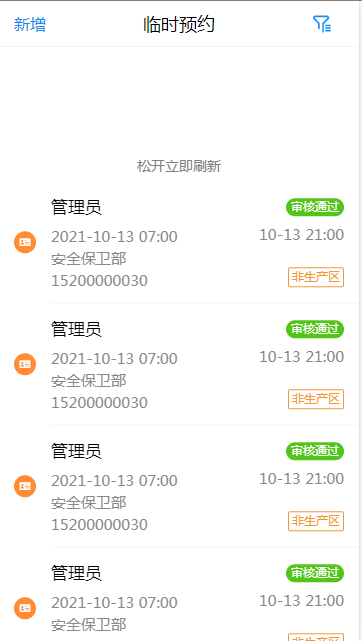 新增 临时预约
松开立即刷新
管理员 审核通过
2021-10-13 07:00 10-13 21:00
安全保卫部
15200000030 非生产区
管理员 审核通过
2021-10-13 07:00 10-13 21:00
安全保卫部
15200000030 非生产区
管理员 审核通过
2021-10-13 07:00 10-13 21:00
安全保卫部
15200000030 非生产区
管理员 审核通过
2021-10-13 07:00 10-13 21:00
安全保卫部